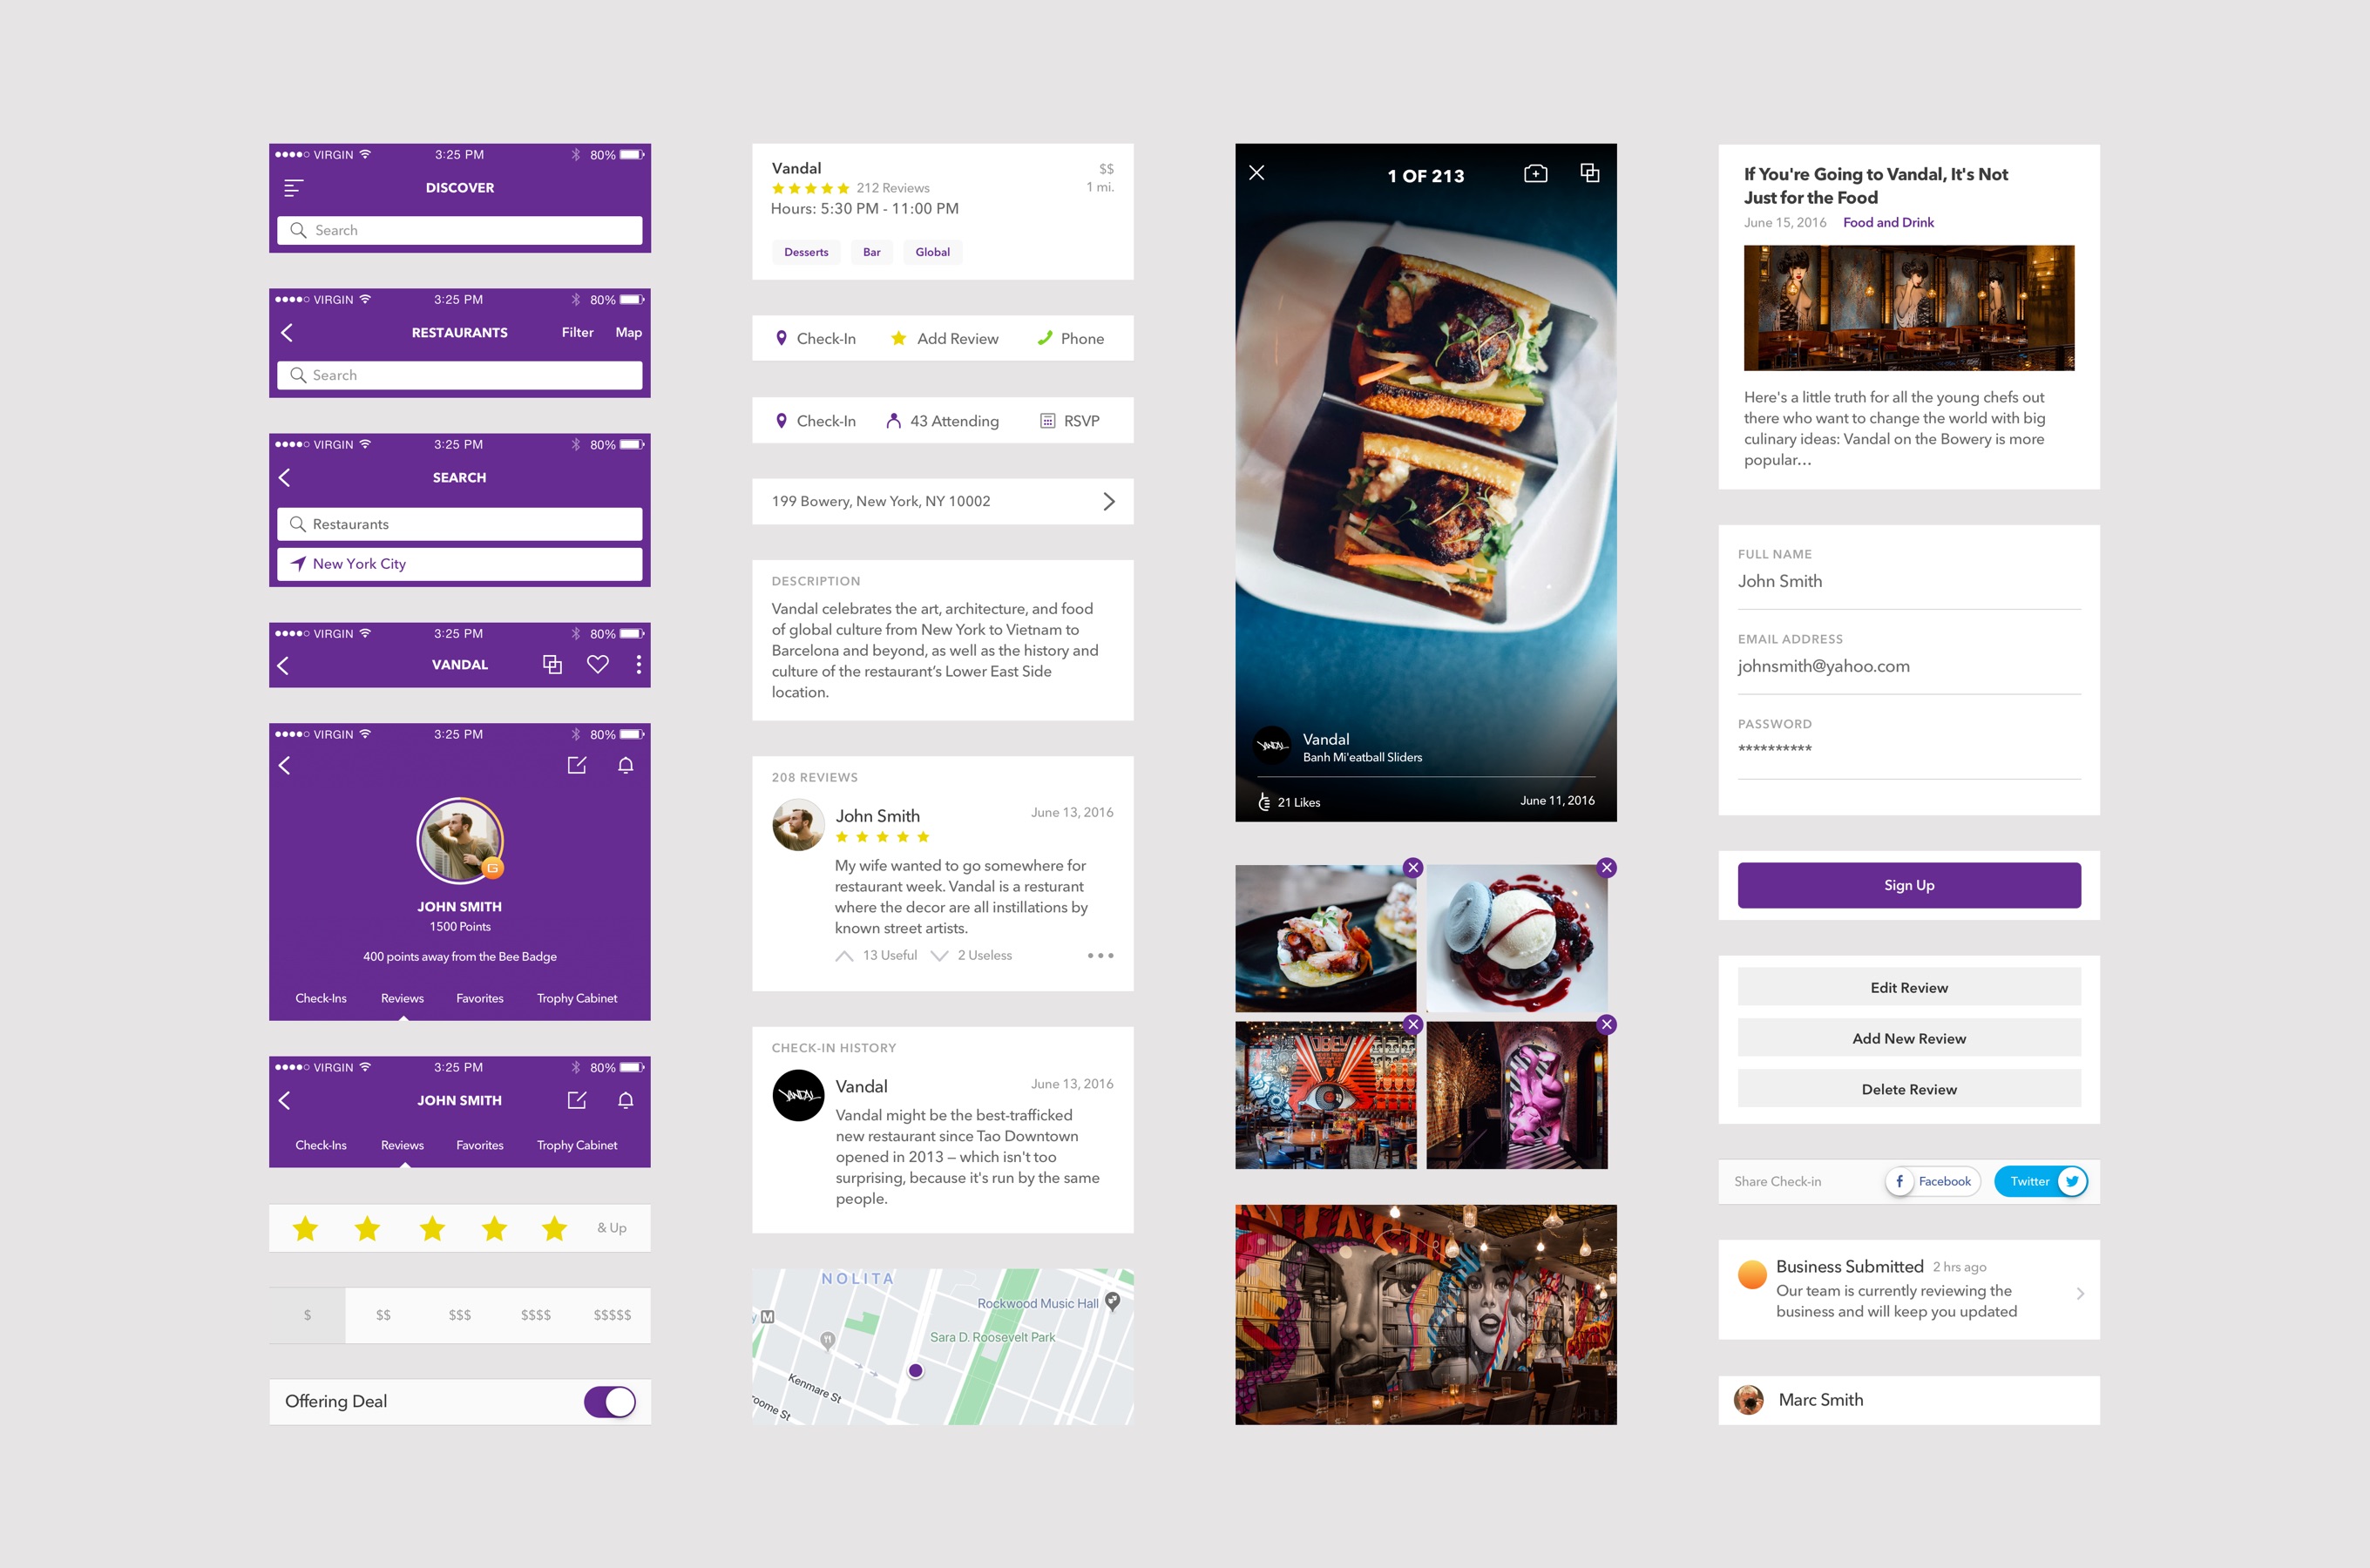 VIRGIN 3:25 PM 80%
DISCOVER
Search
VIRGIN 3:25 PM 80%
RESTAURANTS Filter Map
Search
VIRGIN 3:25 PM 80%
SEARCH
Restaurants
New York City
VIRGIN 3:25 PM 80%
VANDAL
VIRGIN 3:25 PM 80%
JOHN SMITH
1500 Points
400 points away from the Bee Badge
Check-Ins Reviews Favorites Trophy Cabinet
VIRGIN 3:25 PM 80%
JOHN SMITH
Check-Ins Reviews Favorites Trophy Cabinet
& Up
$ $$ $$$ $$$$ $$$$$
Offering Deal
Vandal $$
212 Reviews 1 mi.
Hours: 5:30 PM - 11:00 PM
Desserts Bar Global
Check-In Add Review Phone
Check-In 43 Attending RSVP
199 Bowery, New York, NY 10002
DESCRIPTION
Vandal celebrates the art, architecture, and food
of global culture from New York to Vietnam to
Barcelona and beyond, as well as the history and
culture of the restaurant’s Lower East Side
location.
208 REVIEWS
John Smith June 13, 2016
My wife wanted to go somewhere for
restaurant week. Vandal is a resturant
where the decor are all instillations by
known street artists.
13 Useful 2 Useless
CHECK-IN HISTORY
VANDAL
Vandal June 13, 2016
Vandal might be the best-trafficked
new restaurant since Tao Downtown
opened in 2013 – which isn't too
surprising, because it's run by the same
people.
NOLITA
Rockwood Music Hall
M
Sara D. Roosevelt Park
Kenmare St
oome St
1 OF 213
VANDAL
Vandal
Banh Mi'eatball Sliders
21 Likes June 11, 2016
OBEY
If You're Going to Vandal, It's Not
Just for the Food
June 15, 2016 Food and Drink
Here's a little truth for all the young chefs out
there who want to change the world with big
culinary ideas: Vandal on the Bowery is more
popular...
FULL NAME
John Smith
EMAIL ADDRESS
johnsmith@yahoo.com
PASSWORD
**********
Sign Up
Edit Review
Add New Review
Delete Review
Share Check-in Facebook Twitter
Business Submitted 2 hrs ago
Our team is currently reviewing the
business and will keep you updated
Marc Smith